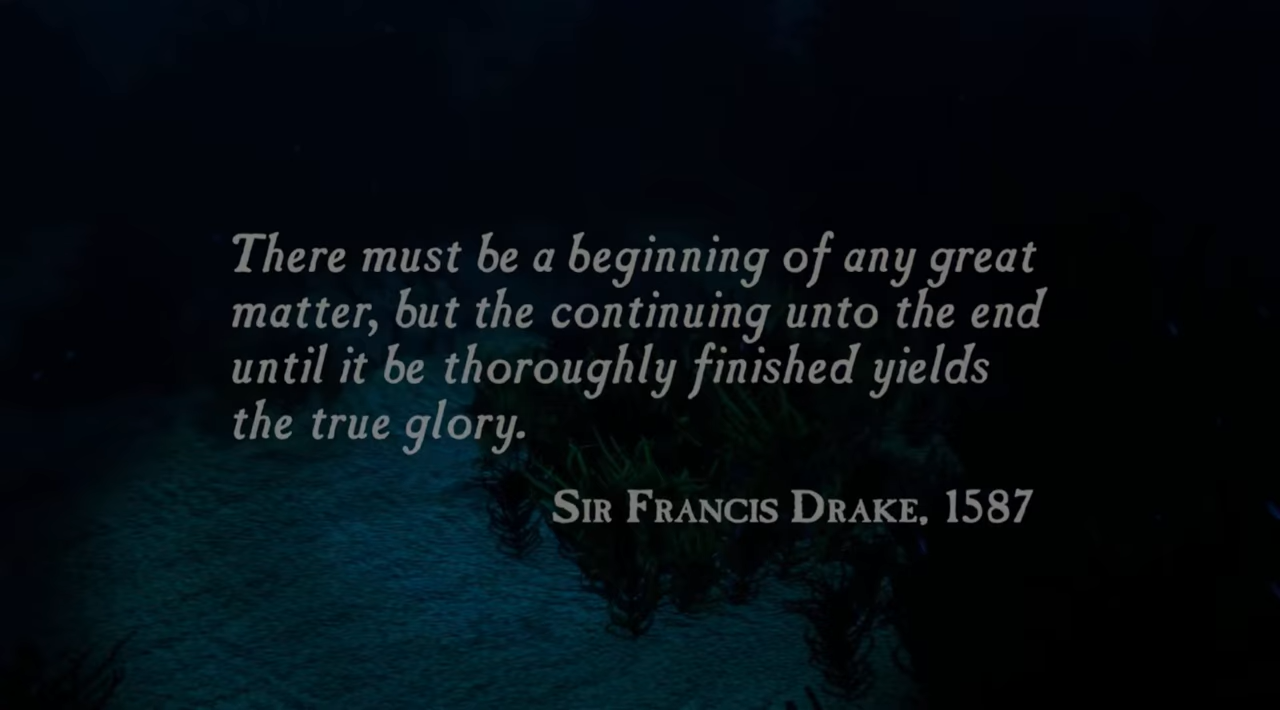 There must be a beginning of any great
matter, but the continuing unto the end
until it be thoroughly finished yields
the true glory.
Sir Francis Drake, 1587